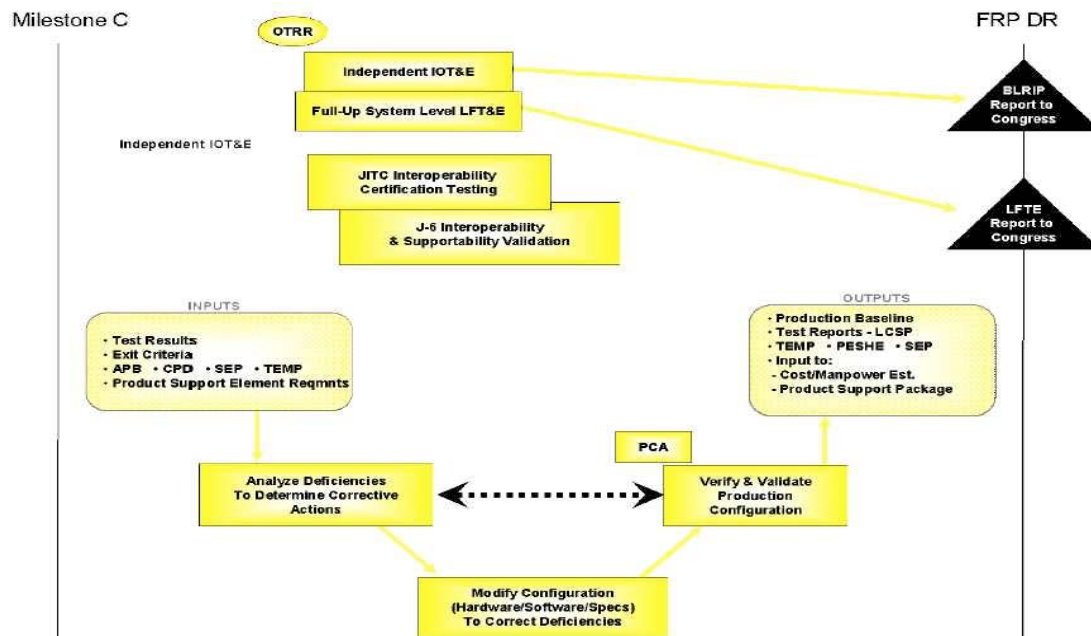 Milestone C
FRP DR
OTRR
Independent IOT&E
Full-Up System Level LFT&E
Independent IOT&E
BLRIP
Report to
Congress
JITC Interoperability
Certification Testing
J-6 Interoperability
& Supportability Validation
LFTE
Report to
Congress
INPUTS
• Test Results
• Exit Criteria
• APB • CPD • SEP • TEMP
• Product Support Element Reqmnts
OUTPUTS
• Production Baseline
• Test Reports - LCSP
• TEMP • PESHE • SEP
• Input to:
- Cost/Manpower Est.
- Product Support Package
Analyze Deficiencies
To Determine Corrective
Actions
PCA
Verify & Validate
Production
Configuration
Modify Configuration
(Hardware/Software/Specs)
To Correct Deficiencies